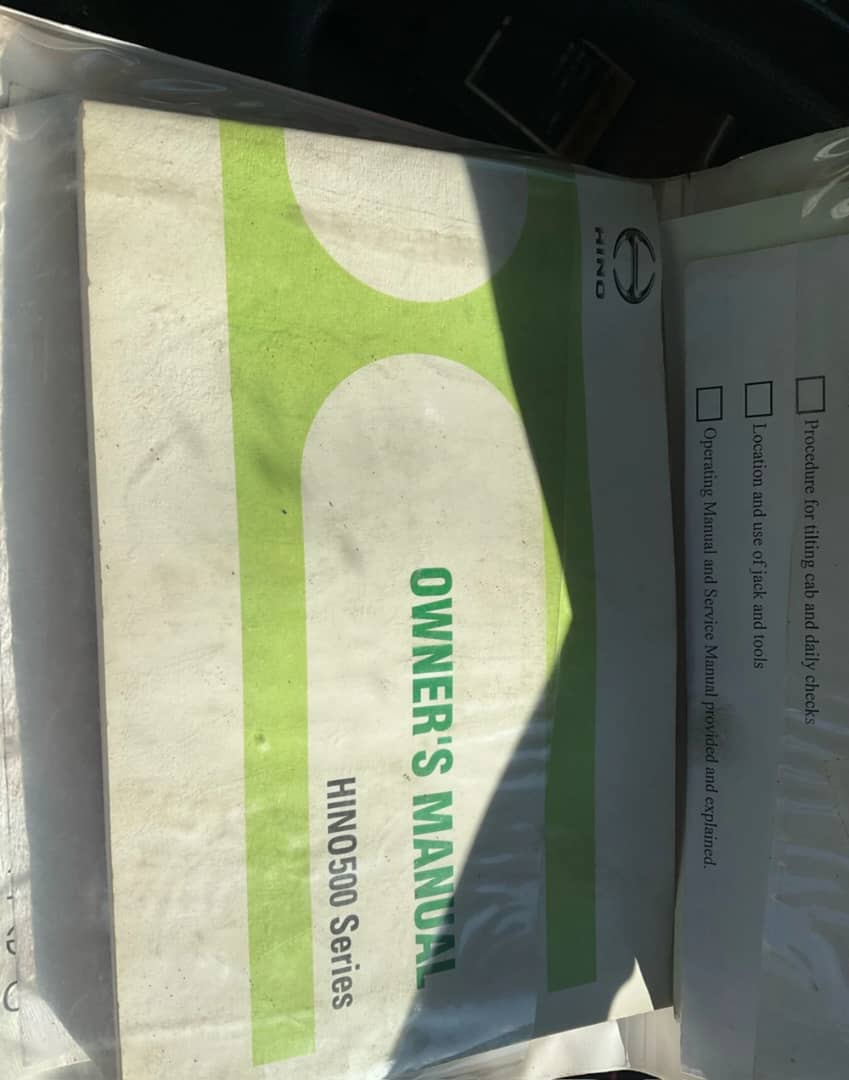 Procedure for tilting cab and daily checks
Location and use of jack and tools
Operating Manual and Service Manual provided and explained.
HINO
OWNER'S MANUAL
HINO500 Series